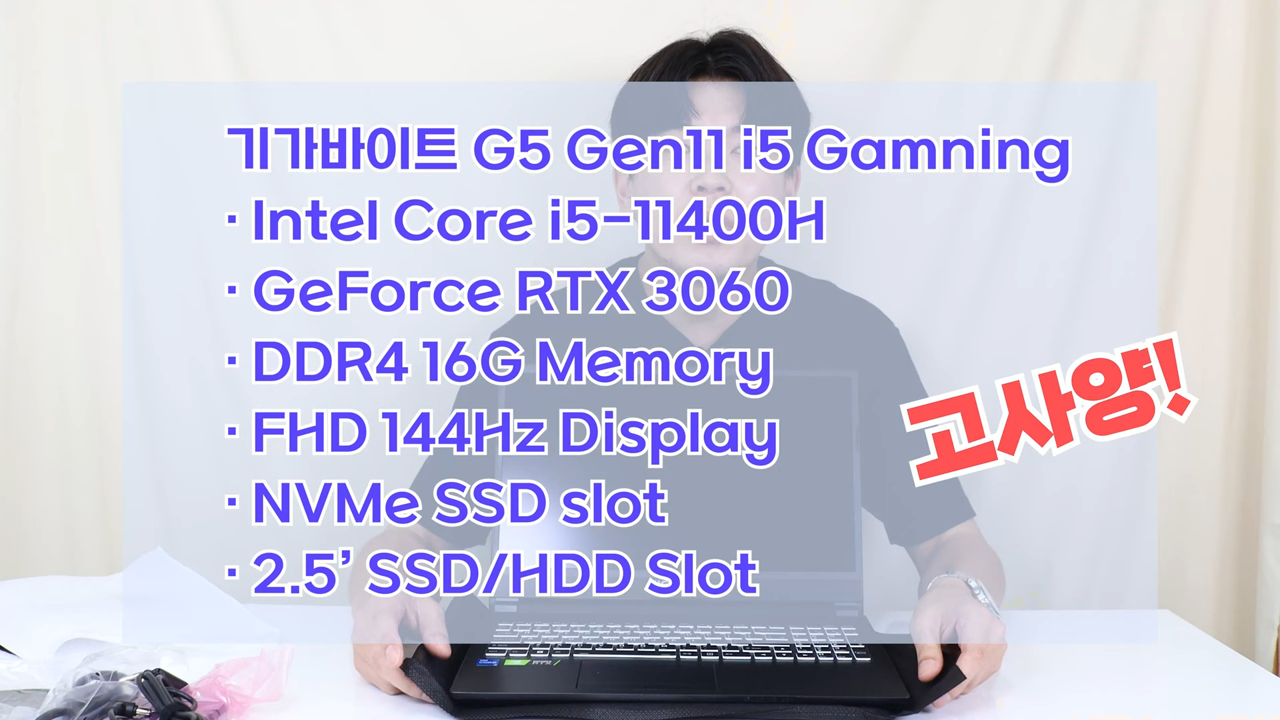 기가바이트 G5 Gen11 i5 Gamning
· Intel Core i5-11400H
· GeForce RTX 3060
· DDR4 16G Memory
· FHD 144Hz Display
· NVMe SSD slot
· 2.5’ SSD/HDD Slot
고사양!